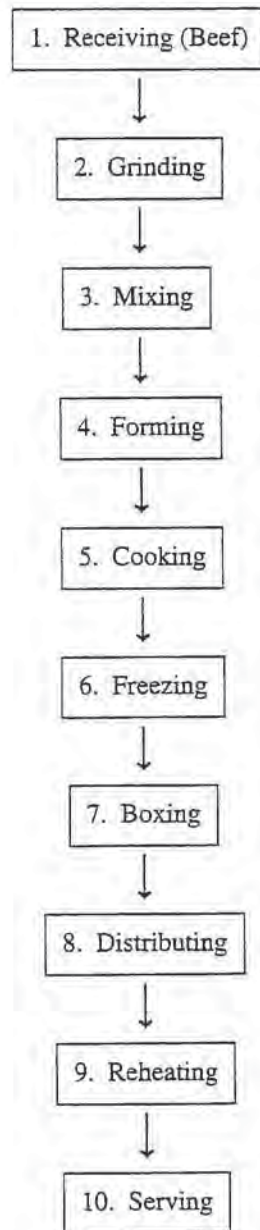 1. Receiving (Beef)
2. Grinding
3. Mixing
4. Forming
5. Cooking
6. Freezing
7. Boxing
8. Distributing
9. Reheating
10. Serving